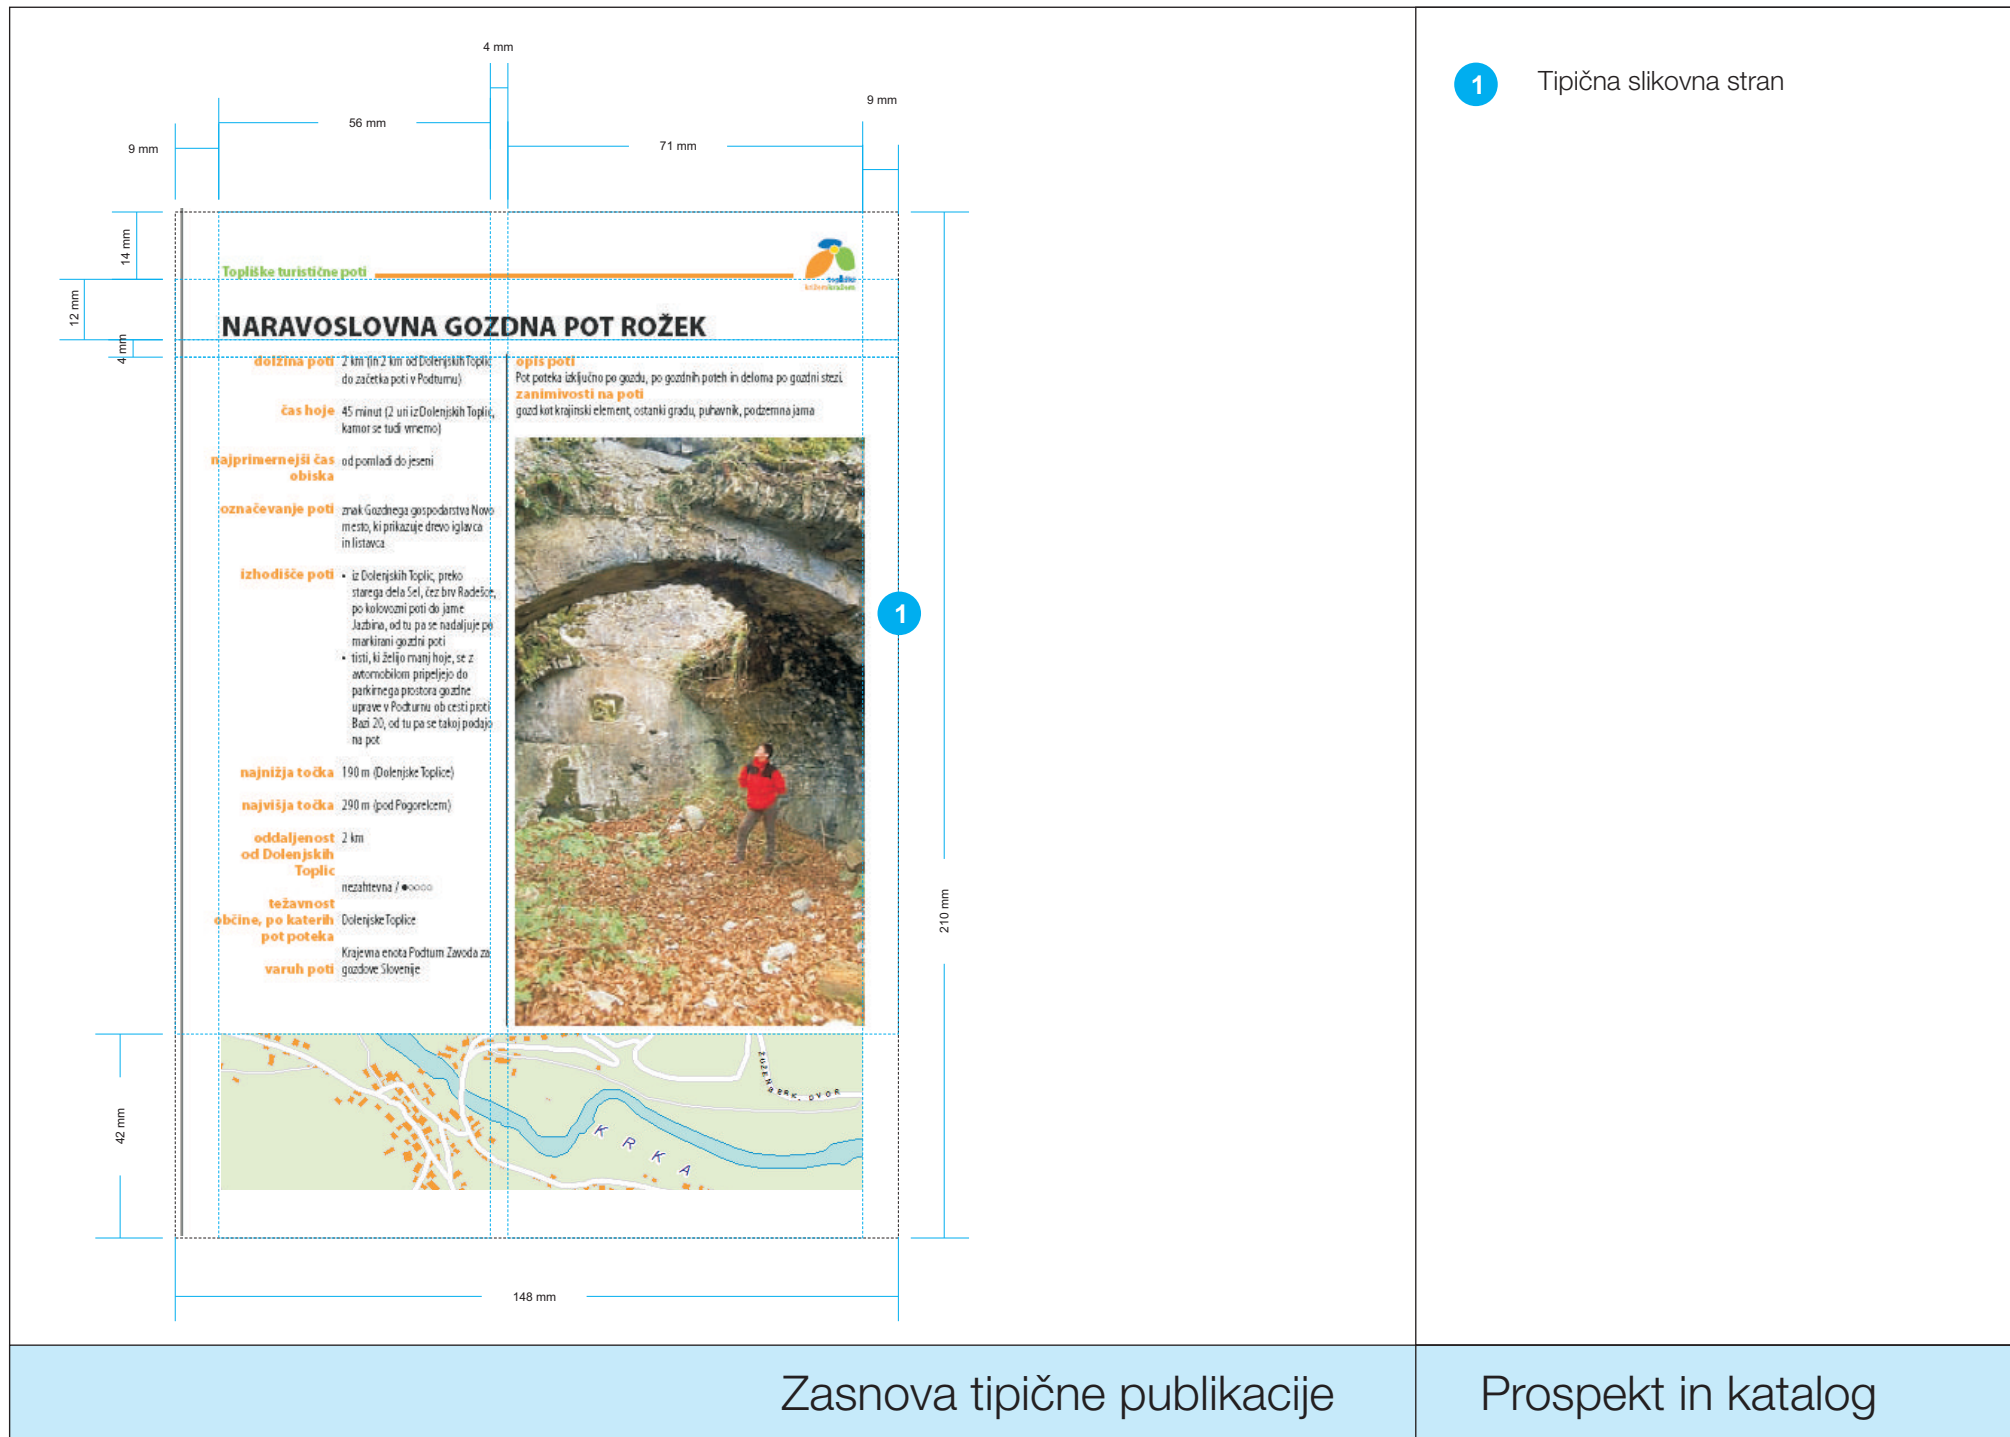 4 mm
9 mm
56 mm
71 mm
9 mm
14 mm
12 mm
4 mm
Topliške turistične poti
NARAVOSLOVNA GOZDNA POT ROŽEK
dolžina poti 2 km (in 2 km od Dolenjskih Toplic
do začetka poti v Podturnu)
čas hoje 45 minut (2 uri iz Dolenjskih Toplic,
kamor se tudi vrnemo)
najprimernejši čas od pomladi do jeseni
obiska
označevanje poti znak Gozdnega gospodarstva Novo
mesto, ki prikazuje drevo iglavca
in listavca
izhodišče poti • iz Dolenjskih Toplic, preko
starega dela Sel, čez brv Radešce,
po kolovozni poti do jame
Jazbina, od tu pa se nadaljuje po
markirani gozdni poti
• tisti, ki želijo manj hoje, se z
avtomobilom pripeljejo do
parkirnega prostora gozdne
uprave v Podturnu ob cesti proti
Bazi 20, od tu pa se takoj podajo
na pot
najnižja točka 190 m (Dolenjske Toplice)
najvišja točka 290 m (pod Pogorelcem)
oddaljenost 2 km
od Dolenjskih
Toplic
nezahtevna / ●○○○○
težavnost
občine, po katerih Dolenjske Toplice
pot poteka
Krajevna enota Podturn Zavoda za
varuh poti gozdove Slovenije
opis poti
Pot poteka izključno po gozdu, po gozdnih poteh in deloma po gozdni stezi.
zanimivosti na poti
gozd kot krajinski element, ostanki gradu, puhavnik, podzemna jama
1
210 mm
ŽUŽEMBERK, DVOR
KRKA
42 mm
148 mm
1 Tipična slikovna stran
Zasnova tipične publikacije
Prospekt in katalog